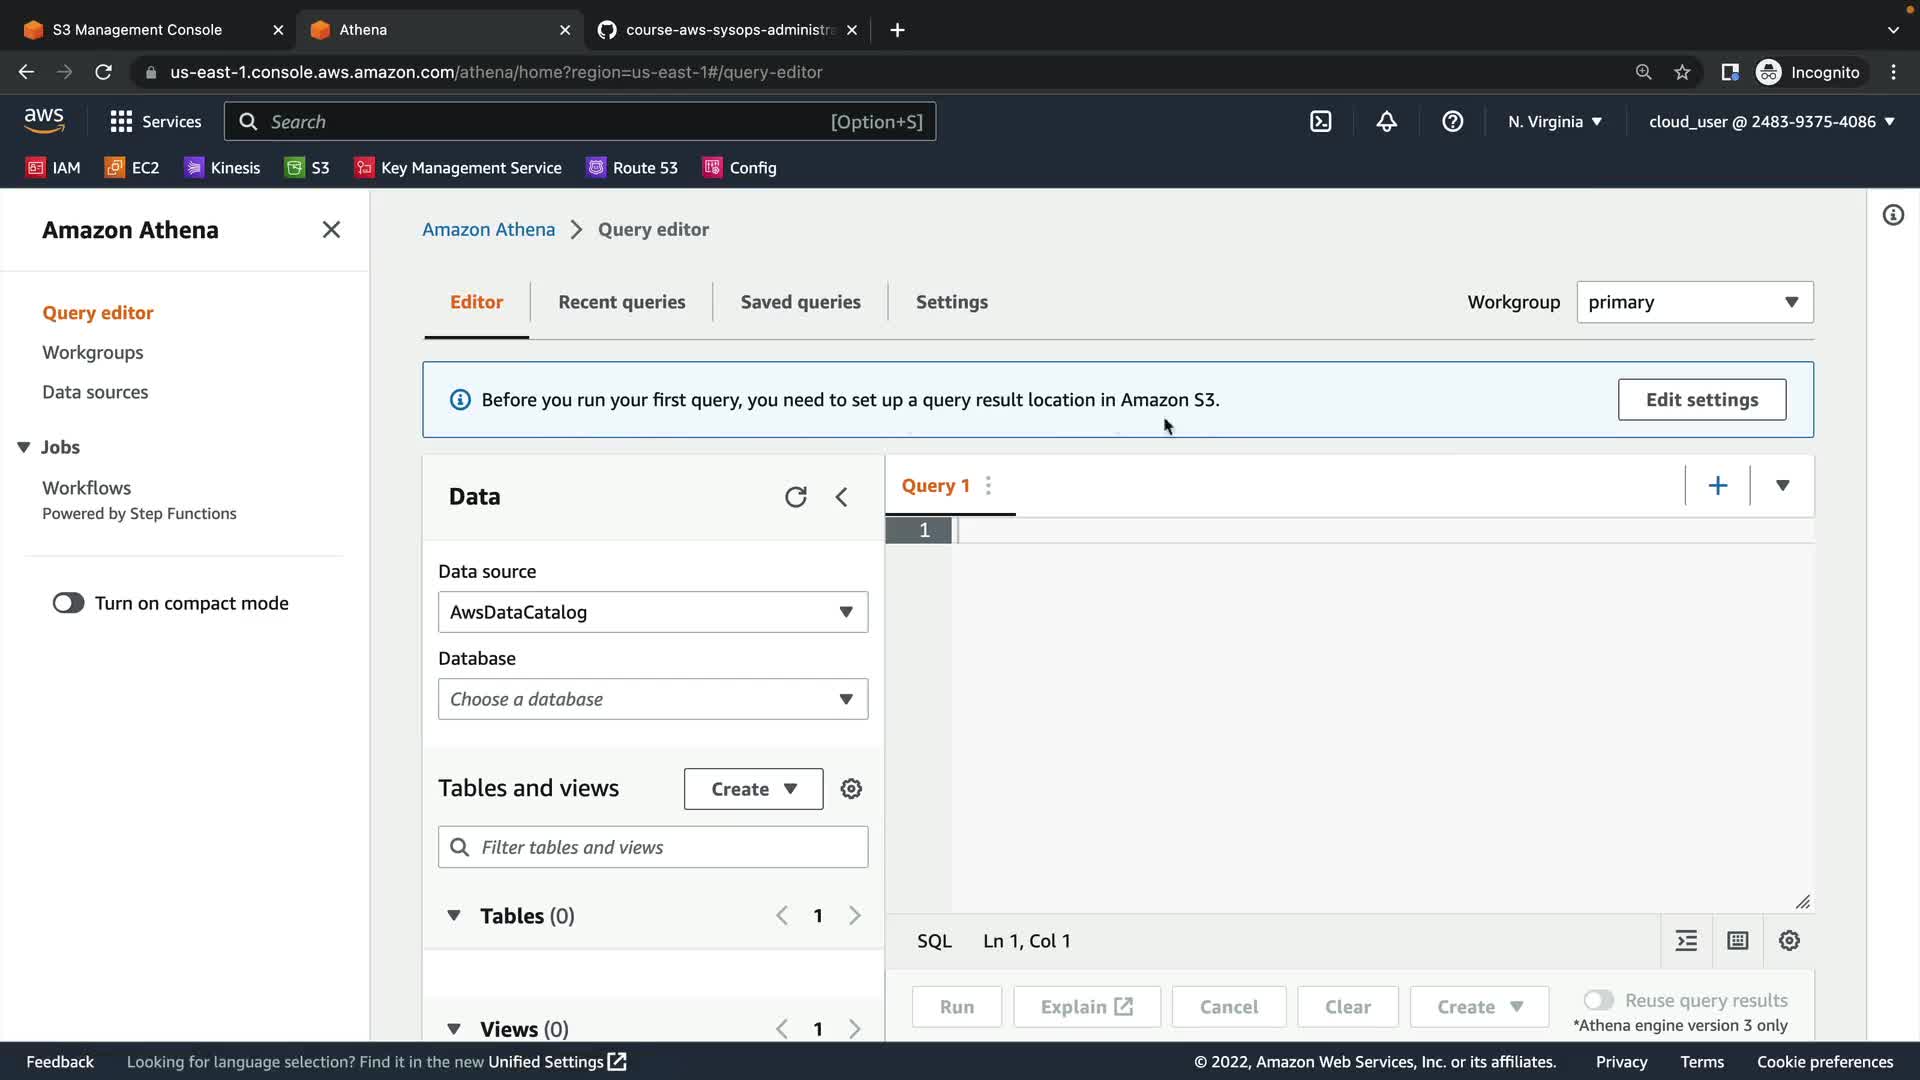 S3 Management Console
Athena
course-aws-sysops-administra
us-east-1.console.aws.amazon.com/athena/home?region=us-east-1#/query-editor
Incognito
aws
Services
Search
[Option+S]
N. Virginia
cloud_user @ 2483-9375-4086
IAM
EC2
Kinesis
S3
Key Management Service
Route 53
Config
Amazon Athena
Query editor
Workgroups
Data sources
Jobs
Workflows
Powered by Step Functions
Turn on compact mode
Amazon Athena
Query editor
Editor
Recent queries
Saved queries
Settings
Workgroup
primary
Before you run your first query, you need to set up a query result location in Amazon S3.
Edit settings
Data
Data source
AwsDataCatalog
Database
Choose a database
Tables and views
Create
Filter tables and views
Tables (0)
1
Views (0)
1
Query 1
1
SQL
Ln 1, Col 1
Run
Explain
Cancel
Clear
Create
Reuse query results
*Athena engine version 3 only
Feedback
Looking for language selection? Find it in the new Unified Settings
© 2022, Amazon Web Services, Inc. or its affiliates.
Privacy
Terms
Cookie preferences